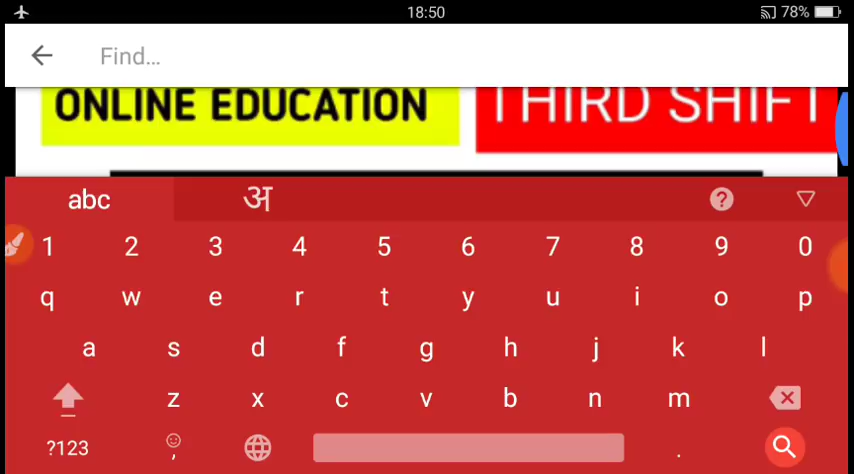 18:50
78%
Find...
ONLINE EDUCATION
THIRD SHIFT
abc
अ
?
1 2 3 4 5 6 7 8 9 0
q w e r t y u i o p
a s d f g h j k l
z x c v b n m
?123 , .